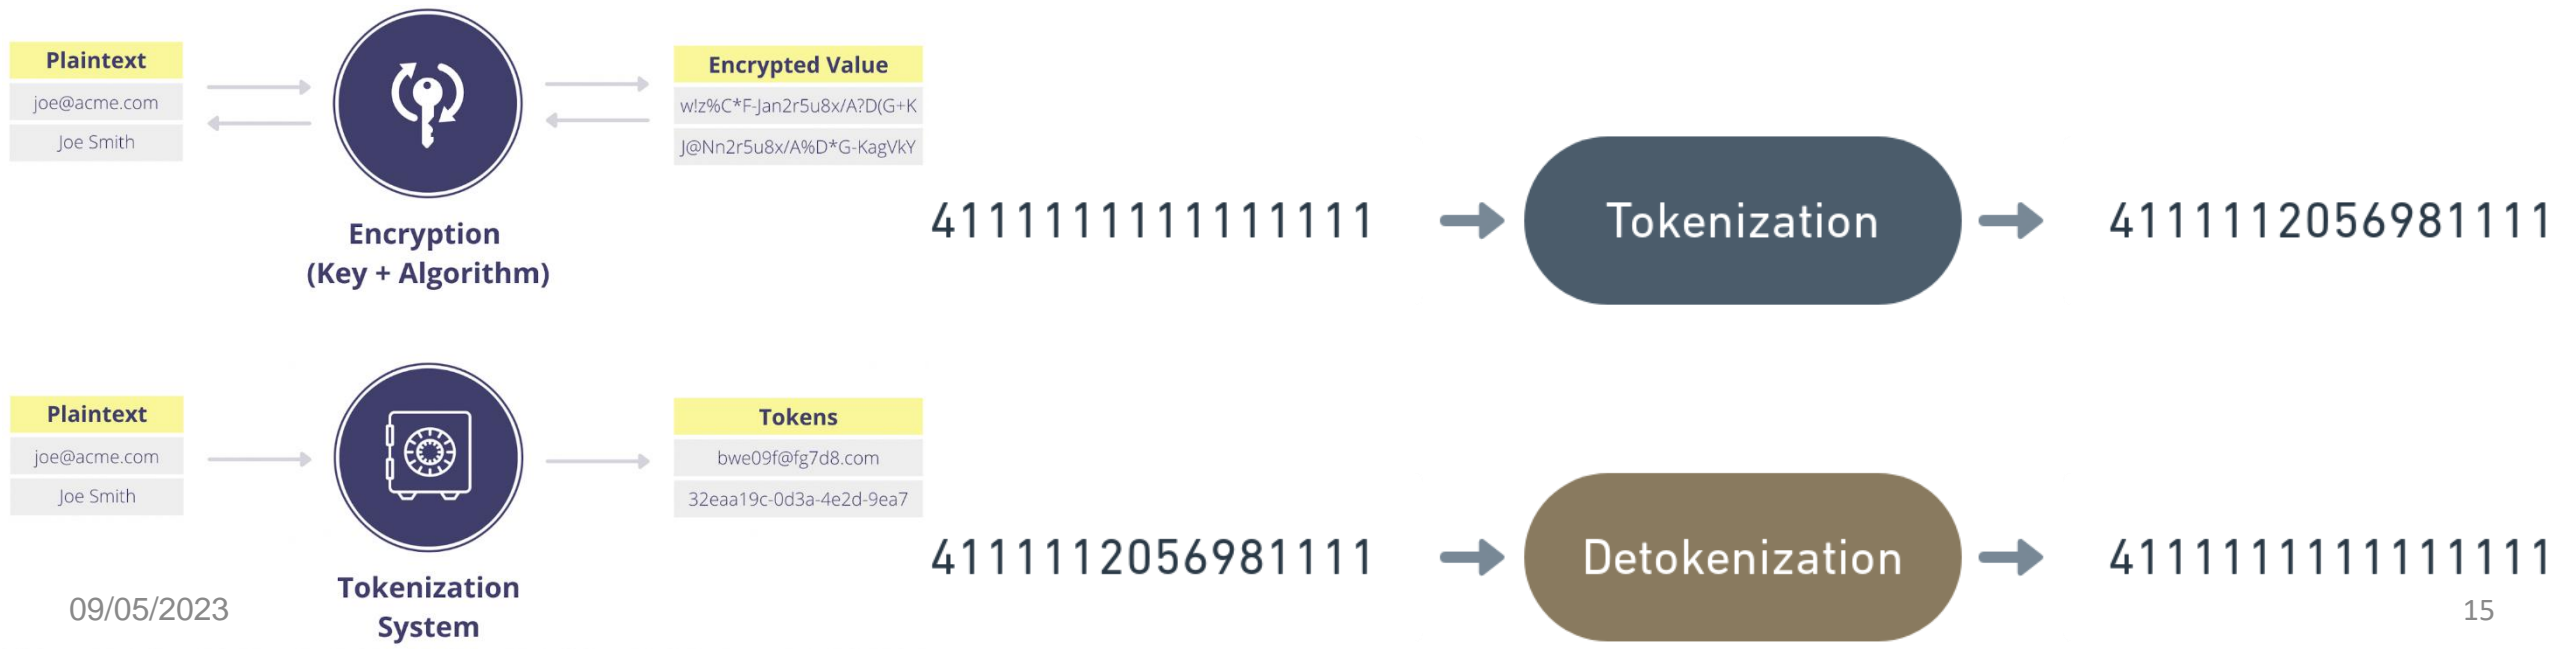 Plaintext
joe@acme.com
Joe Smith
Encryption
(Key + Algorithm)
Encrypted Value
w!z%C*F-Jan2r5u8x/A?D(G+K
J@Nn2r5u8x/A%D*G-KagVkY
4111111111111111
Tokenization
4111112056981111
Plaintext
joe@acme.com
Joe Smith
Tokenization
System
Tokens
bwe09f@fg7d8.com
32eaa19c-0d3a-4e2d-9ea7
4111112056981111
Detokenization
4111111111111111
09/05/2023
15